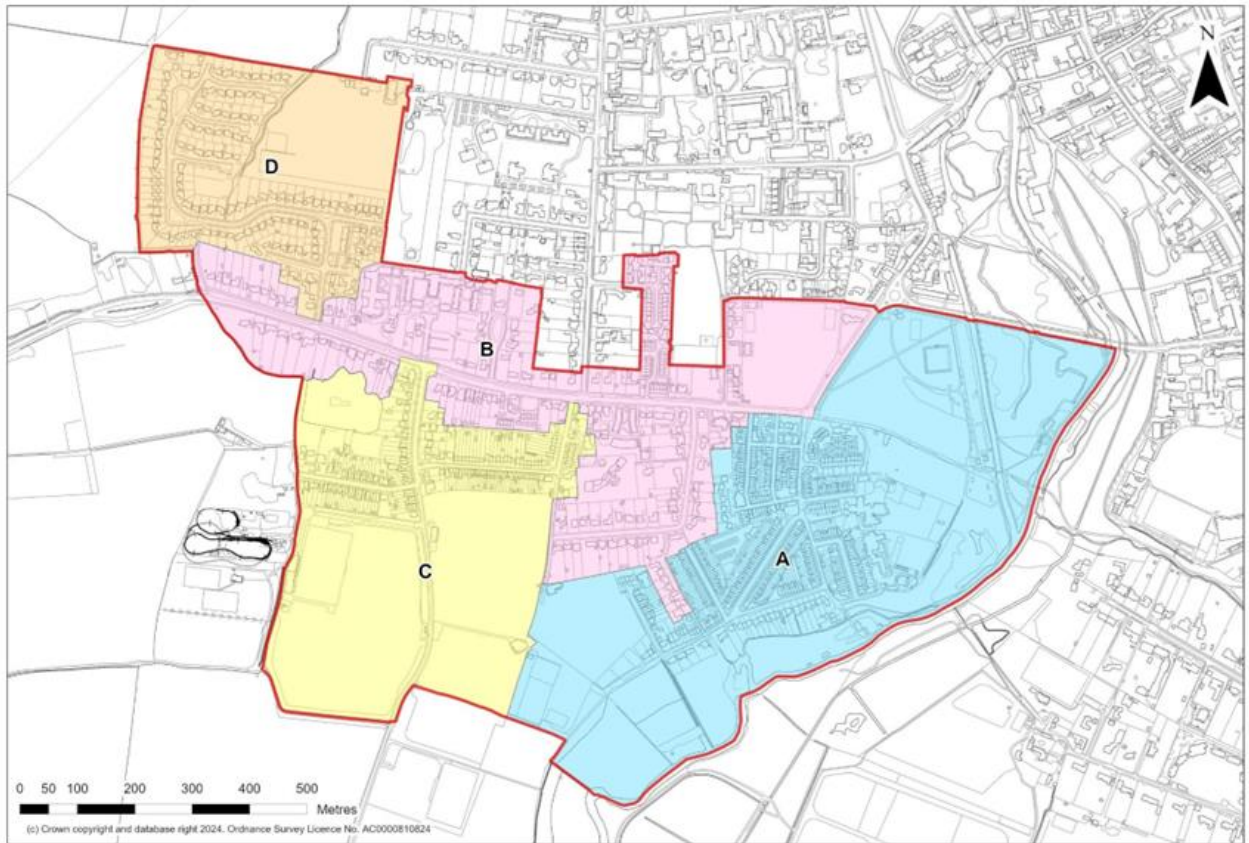 N
D
B
A
C
0 50 100 200 300 400 500
Metres
(c) Crown copyright and database right 2024. Ordnance Survey Licence No. AC0000810824